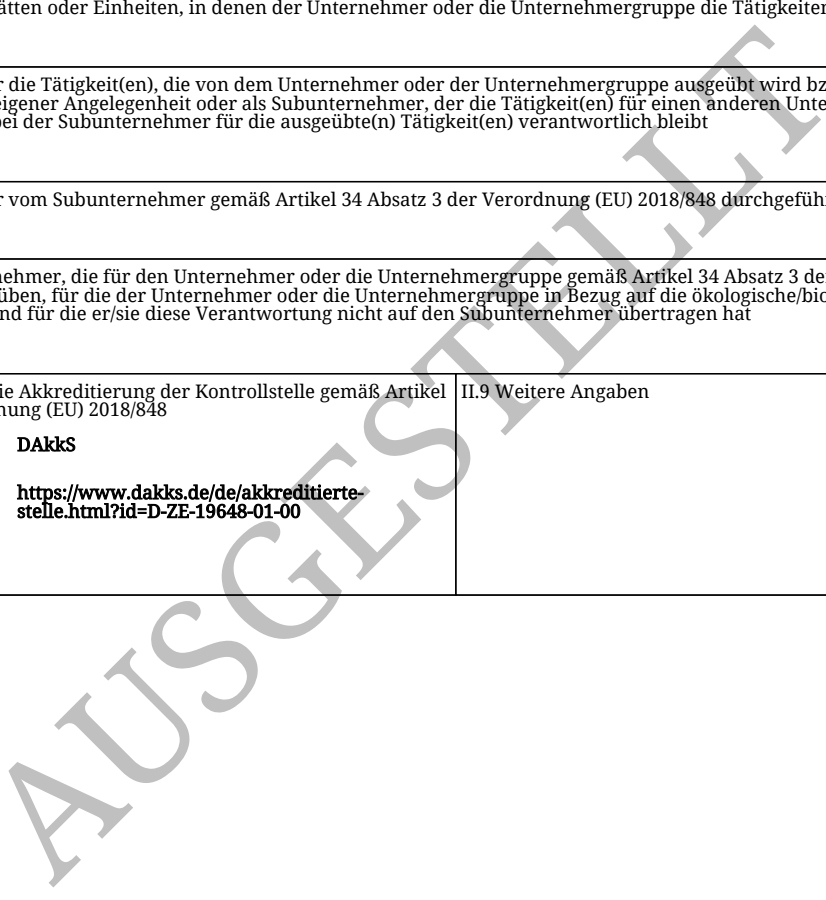 ätten oder Einheiten, in denen der Unternehmer oder die Unternehmergruppe die Tätigkeiten
r die Tätigkeit(en), die von dem Unternehmer oder der Unternehmergruppe ausgeübt wird bz
eigener Angelegenheit oder als Subunternehmer, der die Tätigkeit(en) für einen anderen Unte
bei der Subunternehmer für die ausgeübte(n) Tätigkeit(en) verantwortlich bleibt
r vom Subunternehmer gemäß Artikel 34 Absatz 3 der Verordnung (EU) 2018/848 durchgefüh
nehmer, die für den Unternehmer oder die Unternehmergruppe gemäß Artikel 34 Absatz 3 de
üben, für die der Unternehmer oder die Unternehmergruppe in Bezug auf die ökologische/bio
nd für die er/sie diese Verantwortung nicht auf den Subunternehmer übertragen hat
ie Akkreditierung der Kontrollstelle gemäß Artikel
nung (EU) 2018/848
DAkkS
https://www.dakks.de/de/akkreditierte-
stelle.html?id=D-ZE-19648-01-00
II.9 Weitere Angaben
AUSGESTELLT